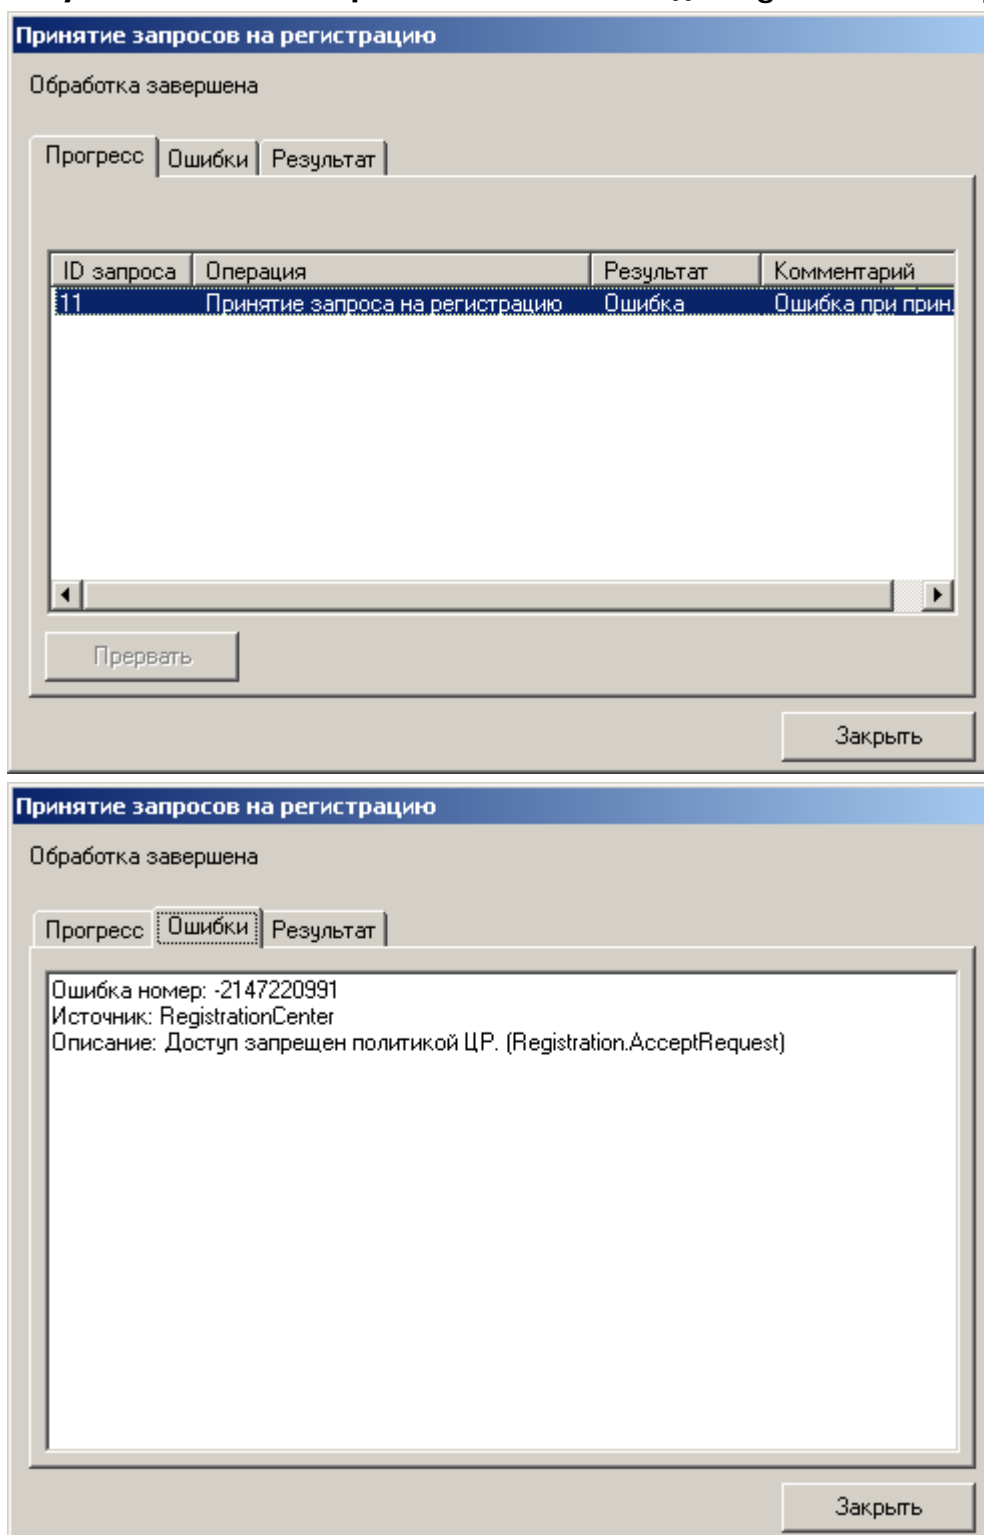 Принятие запросов на регистрацию
Обработка завершена
Прогресс Ошибки Результат
ID запроса Операция Результат Комментарий
11 Принятие запроса на регистрацию Ошибка Ошибка при прин.
Прервать
Закрыть
Принятие запросов на регистрацию
Обработка завершена
Прогресс Ошибки Результат
Ошибка номер: -2147220991
Источник: RegistrationCenter
Описание: Доступ запрещен политикой ЦР. (Registration.AcceptRequest)
Закрыть